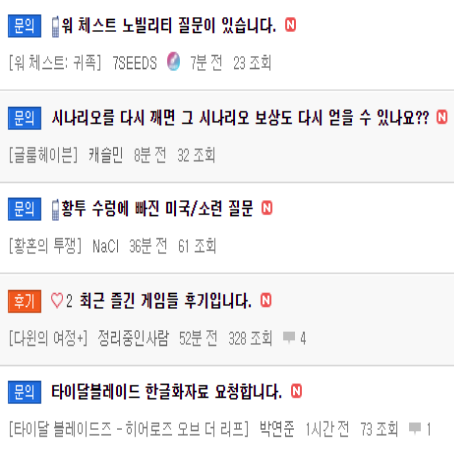 문의 워 체스트 노빌리티 질문이 있습니다. N
[워 체스트: 귀족] 7SEEDS 7분 전 23 조회
문의 시나리오를 다시 깨면 그 시나리오 보상도 다시 얻을 수 있나요?? N
[글룸헤이븐] 캐슬민 8분 전 32 조회
문의 황투 수렁에 빠진 미국/소련 질문 N
[황혼의 투쟁] NaCl 36분 전 61 조회
후기 ♡2 최근 즐긴 게임들 후기입니다. N
[다윈의 여정+] 정리중인사람 52분 전 328 조회 4
문의 타이달블레이드 한글화자로 요청합니다. N
[타이달 블레이드즈 - 히어로즈 오브 더 리프] 박연준 1시간 전 73 조회 1